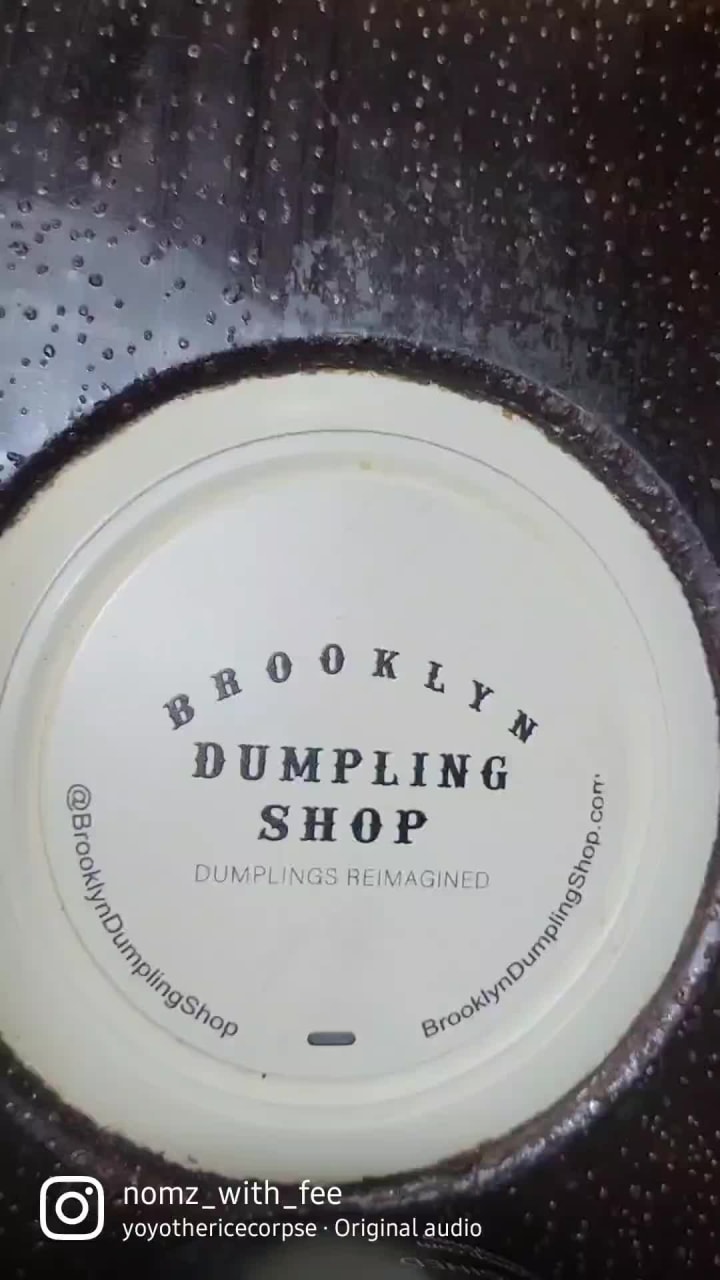 BROOKLYN
DUMPLING
SHOP
DUMPLINGS REIMAGINED
@BrooklynDumplingShop
BrooklynDumplingShop.com
nomz_with_fee
yoyothericecorpse · Original audio